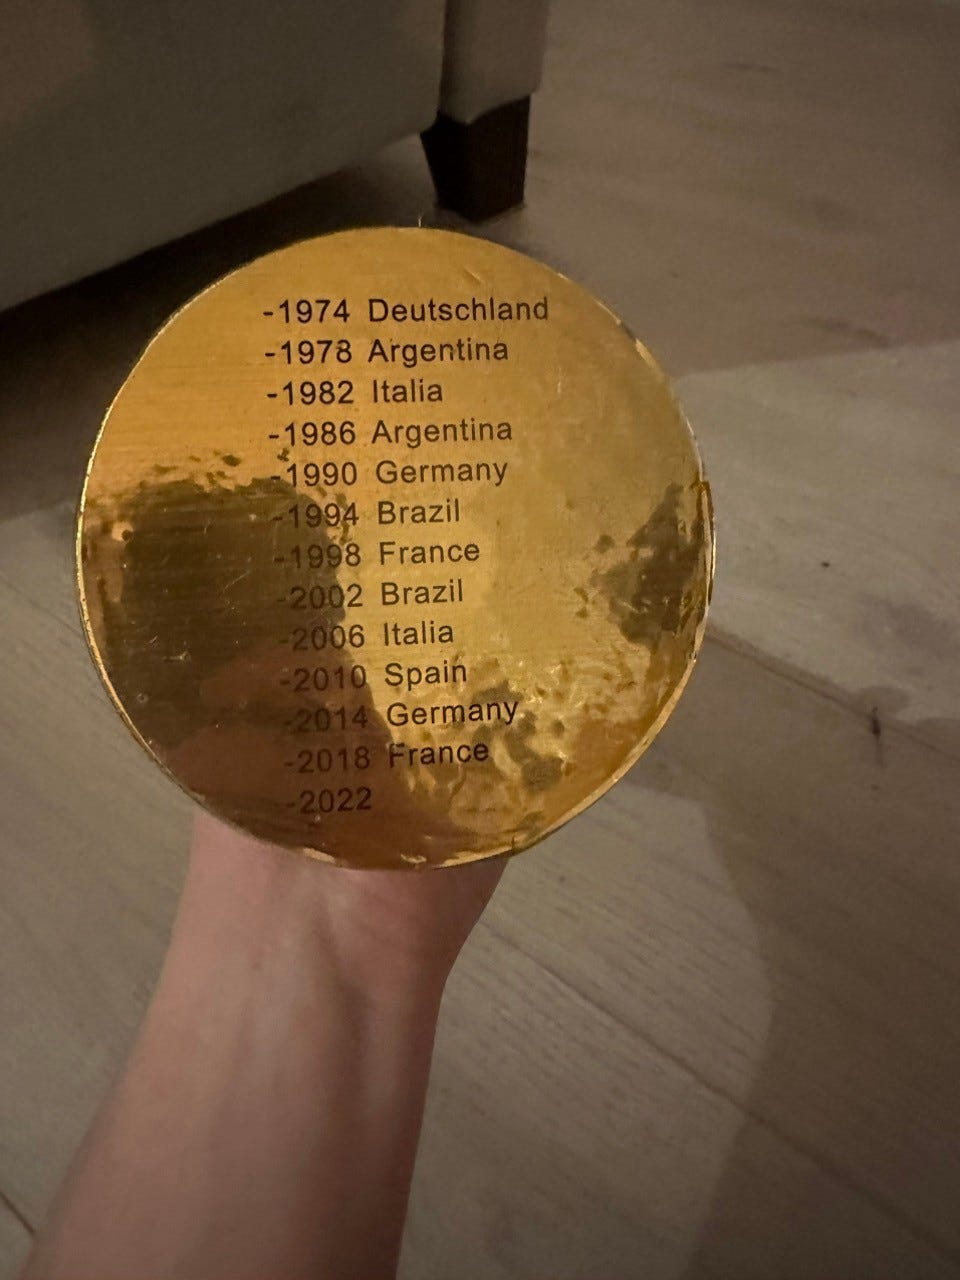 -1974 Deutschland
-1978 Argentina
-1982 Italia
-1986 Argentina
-1990 Germany
-1994 Brazil
-1998 France
-2002 Brazil
-2006 Italia
-2010 Spain
-2014 Germany
-2018 France
-2022